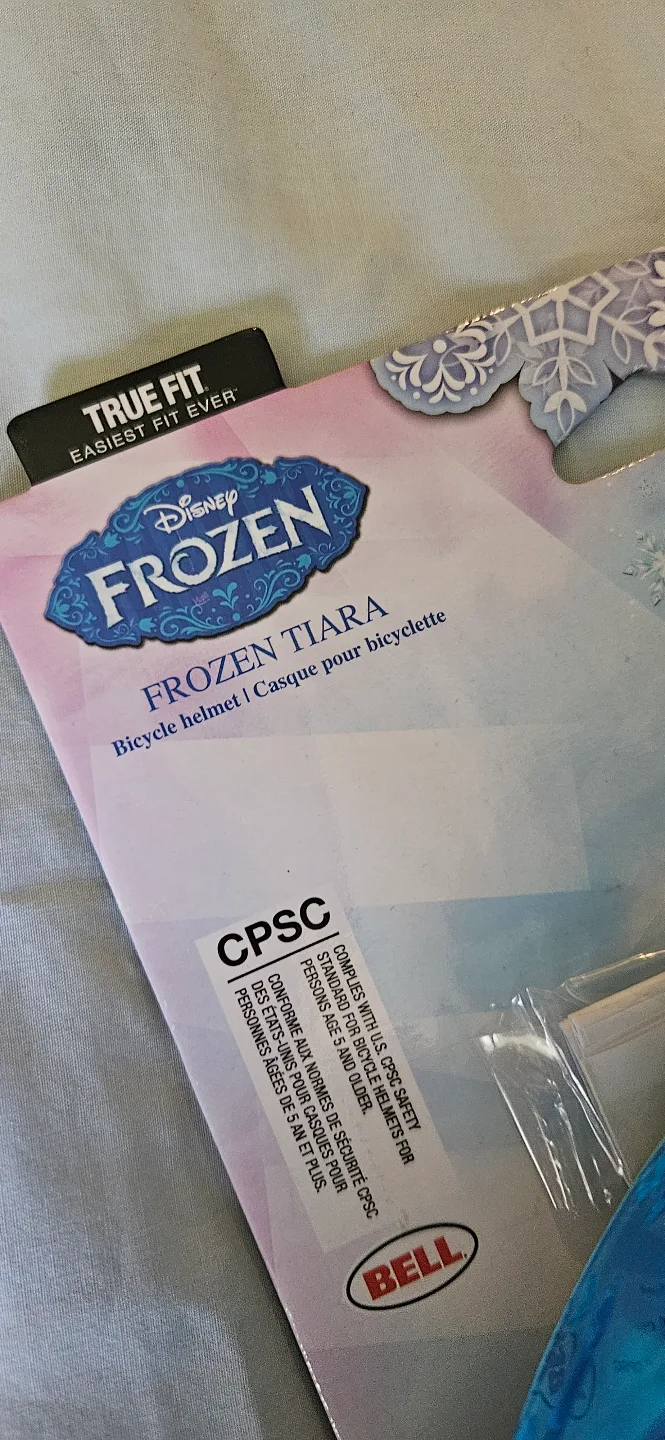 TRUE FIT
EASIEST FIT EVER™
Disney
FROZEN
FROZEN TIARA
Bicycle helmet | Casque pour bicyclette
CPSC
COMPLIES WITH U.S. CPSC SAFETY
STANDARD FOR BICYCLE HELMETS FOR
PERSONS AGE 5 AND OLDER.
CONFORME AUX NORMES DE SÉCURITÉ CPSC
DES ÉTATS-UNIS POUR CASQUES POUR
PERSONNES ÂGÉES DE 5 AN ET PLUS.
BELL